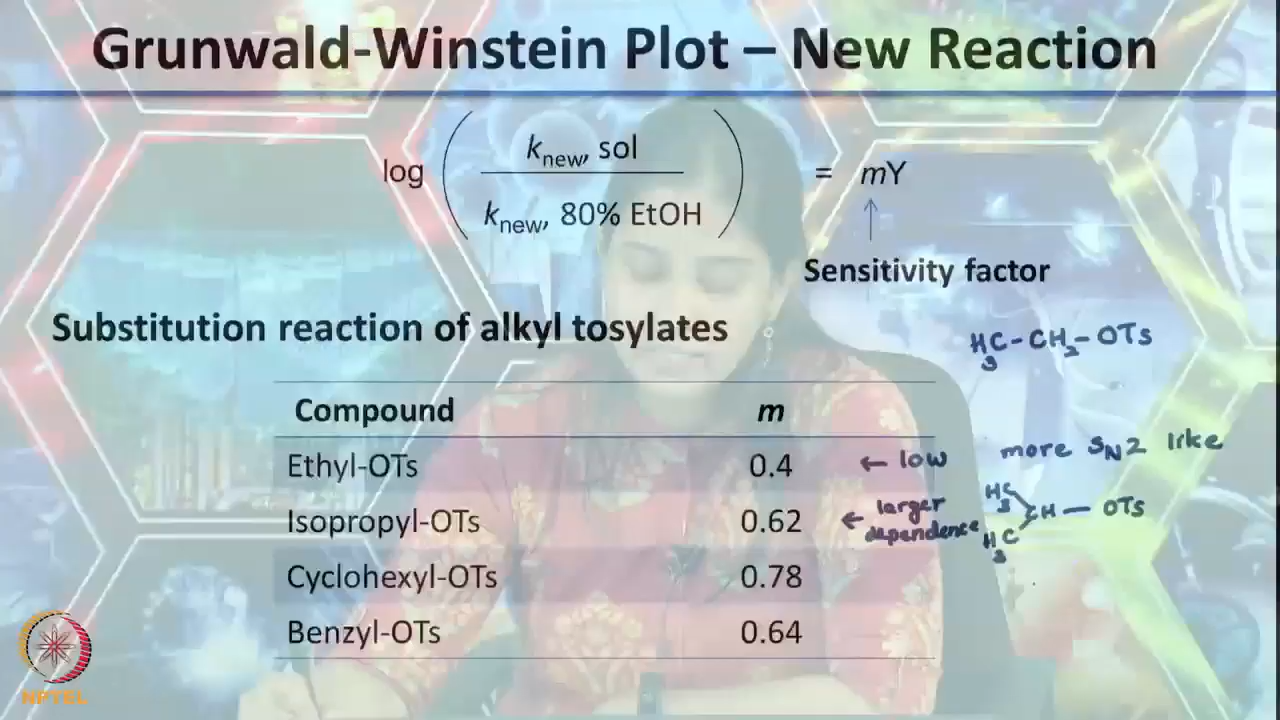 Grunwald-Winstein Plot – New Reaction
log ( k_new, sol / k_new, 80% EtOH ) = mY
↑
Sensitivity factor
Substitution reaction of alkyl tosylates
H3C-CH2-OTs
Compound m
Ethyl-OTs 0.4 ← low more SN2 like
Isopropyl-OTs 0.62 ← larger dependence
H3C
H3C
CH — OTs
Cyclohexyl-OTs 0.78
Benzyl-OTs 0.64
NPTEL